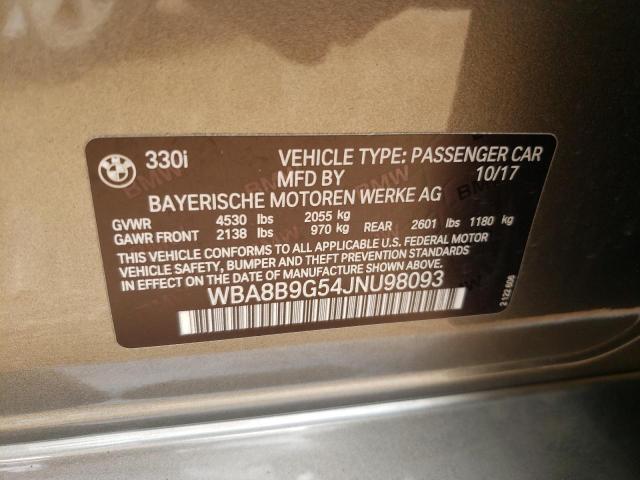 BMW 330i VEHICLE TYPE: PASSENGER CAR
MFD BY 10/17
BAYERISCHE MOTOREN WERKE AG
GVWR 4530 lbs 2055 kg
GAWR FRONT 2138 lbs 970 kg REAR 2601 lbs 1180 kg
THIS VEHICLE CONFORMS TO ALL APPLICABLE U.S. FEDERAL MOTOR
VEHICLE SAFETY, BUMPER AND THEFT PREVENTION STANDARDS
IN EFFECT ON THE DATE OF MANUFACTURE SHOWN ABOVE.
WBA8B9G54JNU98093